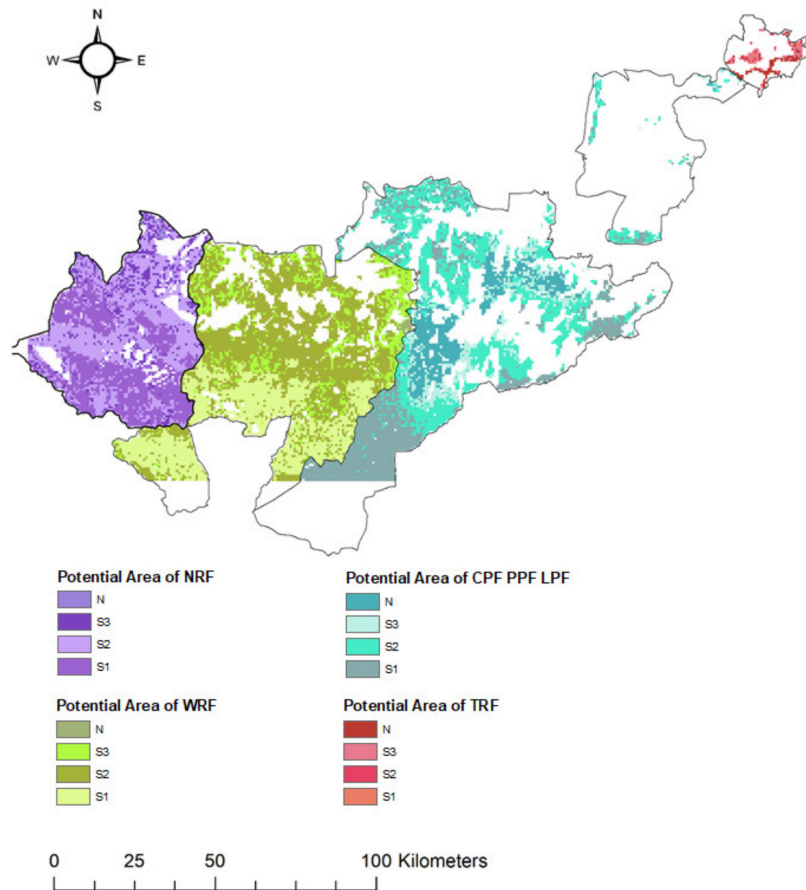 N
W E
S
Potential Area of NRF
N
S3
S2
S1
Potential Area of CPF PPF LPF
N
S3
S2
S1
Potential Area of WRF
N
S3
S2
S1
Potential Area of TRF
N
S3
S2
S1
0 25 50 100 Kilometers